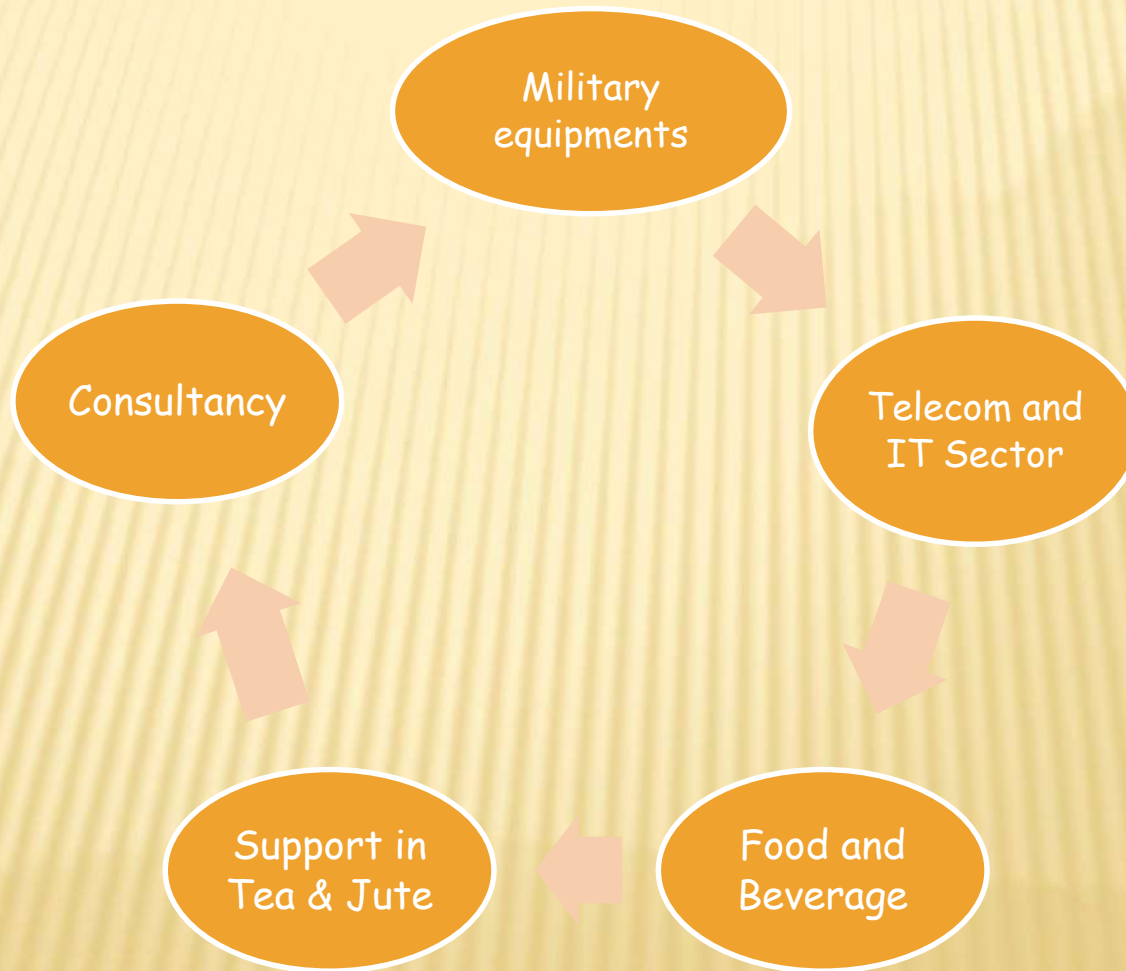 Military
equipments
Telecom and
IT Sector
Food and
Beverage
Support in
Tea & Jute
Consultancy